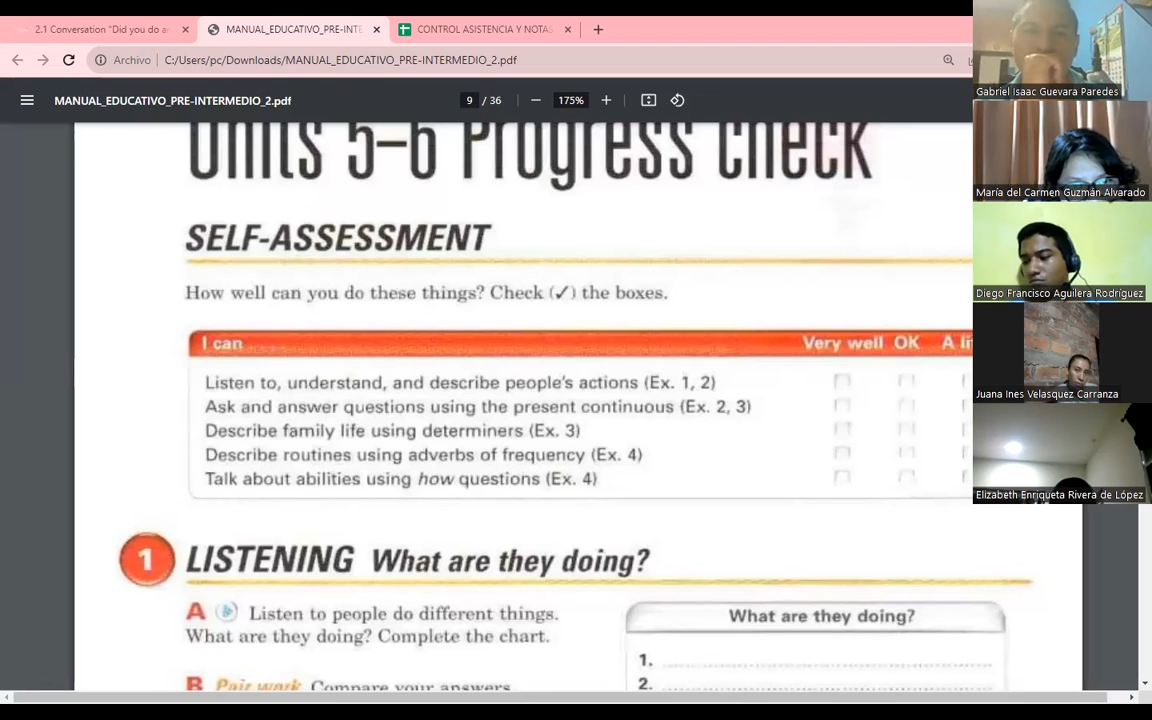 2.1 Conversation "Did you do a
MANUAL_EDUCATIVO_PRE-INTE
CONTROL ASISTENCIA Y NOTAS
Archivo
C:/Users/pc/Downloads/MANUAL_EDUCATIVO_PRE-INTERMEDIO_2.pdf
MANUAL_EDUCATIVO_PRE-INTERMEDIO_2.pdf
9 / 36
175%
Units 5–6 Progress check
SELF-ASSESSMENT
How well can you do these things? Check (✓) the boxes.
I can . . . .
Very well OK A li
Listen to, understand, and describe people's actions (Ex. 1, 2)
Ask and answer questions using the present continuous (Ex. 2, 3)
Describe family life using determiners (Ex. 3)
Describe routines using adverbs of frequency (Ex. 4)
Talk about abilities using how questions (Ex. 4)
1 LISTENING What are they doing?
A Listen to people do different things.
What are they doing? Complete the chart.
B Pair work Compare your answers
What are they doing?
1.
2.
Gabriel Isaac Guevara Paredes
María del Carmen Guzmán Alvarado
Diego Francisco Aguilera Rodríguez
Juana Ines Velasquez Carranza
Elizabeth Enriqueta Rivera de López